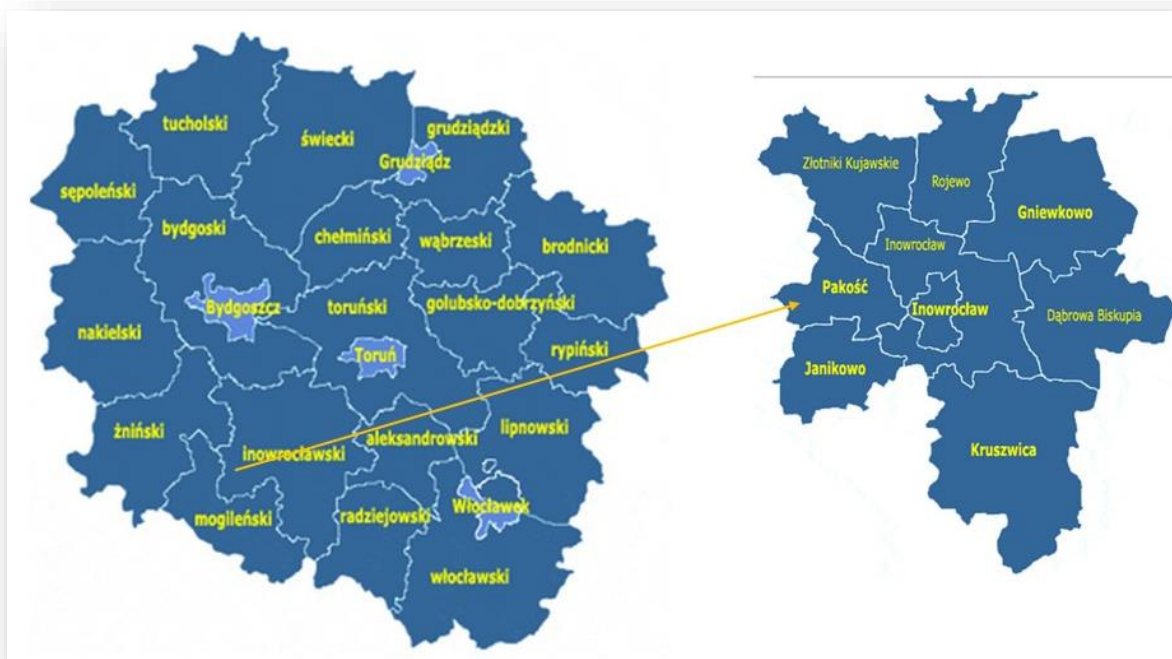 tucholski
świecki
grudziądzki
Grudziądz
sępoleński
bydgoski
chełmiński
wąbrzeski
brodnicki
Bydgoszcz
toruński
golubsko-dobrzyński
nakielski
Toruń
rypiński
żniński
inowrocławski
aleksandrowski
lipnowski
mogileński
radziejowski
Włocławek
włocławski
Złotniki Kujawskie
Rojewo
Gniewkowo
Inowrocław
Pakość
Inowrocław
Dąbrowa Biskupia
Janikowo
Kruszwica